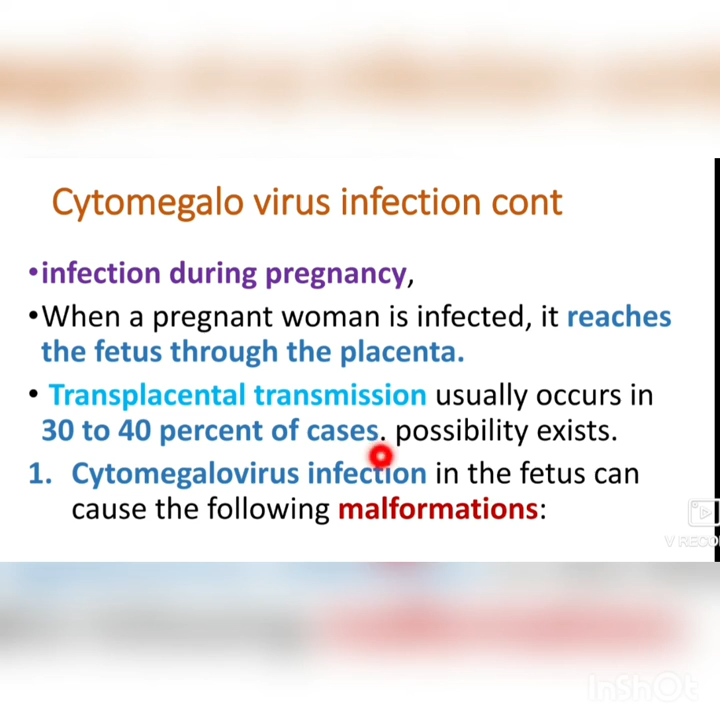 Cytomegalo virus infection cont
•infection during pregnancy,
•When a pregnant woman is infected, it reaches
the fetus through the placenta.
• Transplacental transmission usually occurs in
30 to 40 percent of cases. possibility exists.
1. Cytomegalovirus infection in the fetus can
cause the following malformations:
V RECO
InShOt